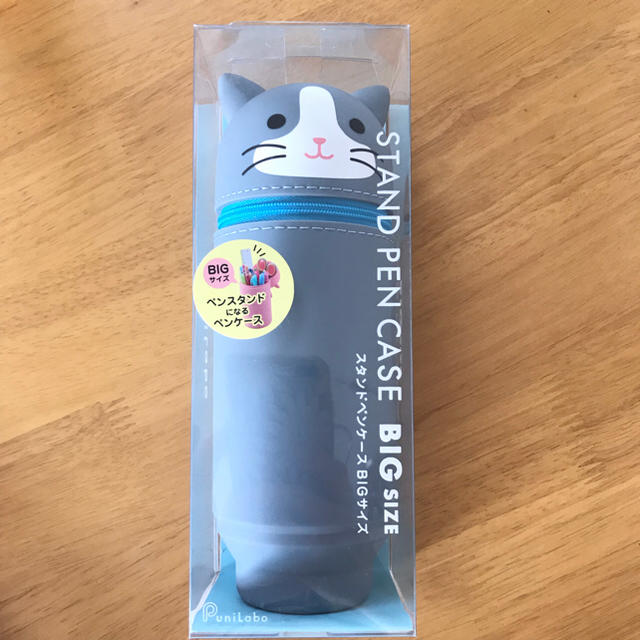 STAND PEN CASE BIG SIZE
スタンドペンケース BIGサイズ
BIG
サイズ
ペンスタンド
になる
ペンケース
PuniLabo